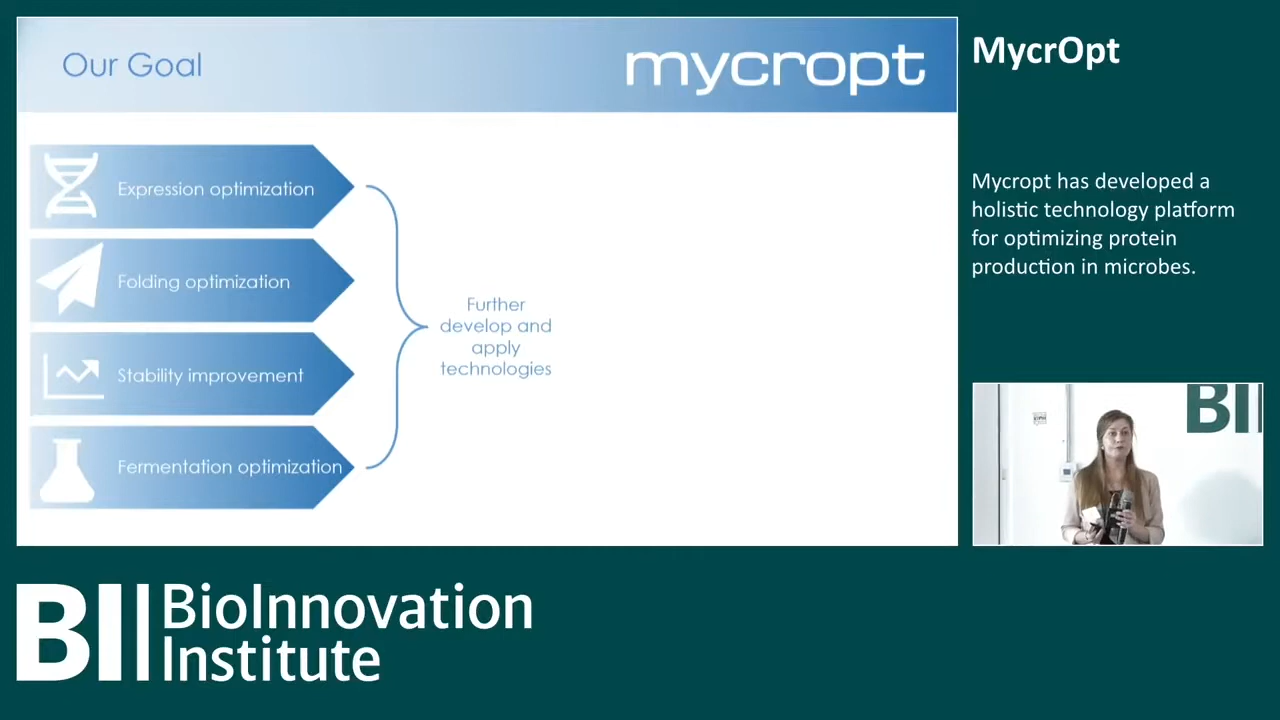 Our Goal
mycropt
Expression optimization
Folding optimization
Stability improvement
Fermentation optimization
Further
develop and
apply
technologies
MycrOpt
Mycropt has developed a
holistic technology platform
for optimizing protein
production in microbes.
BII
BII BioInnovation
Institute